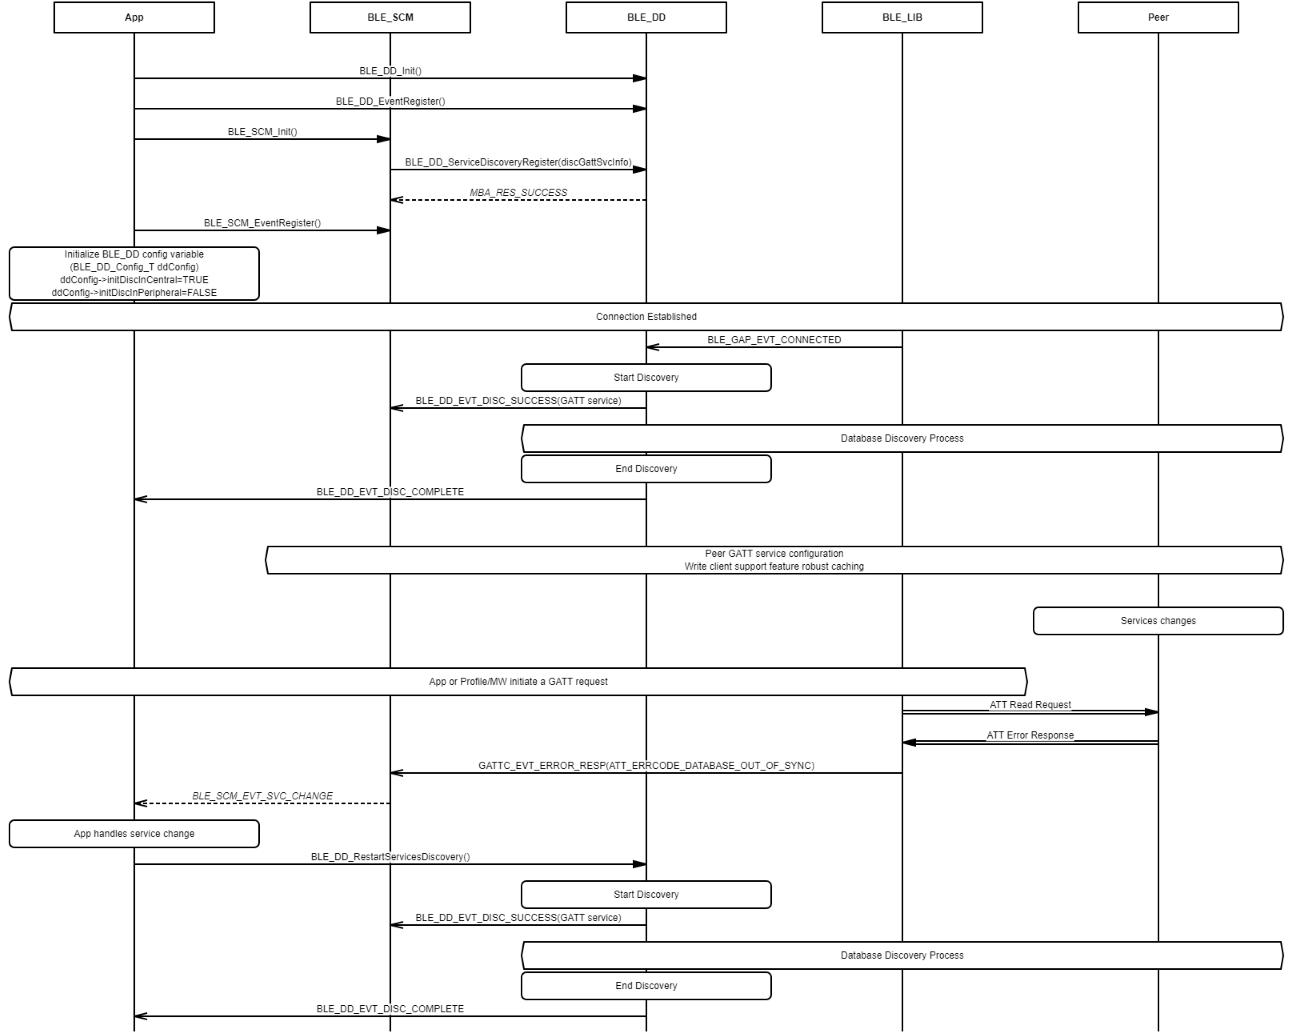 App
BLE_SCM
BLE_DD
BLE_LIB
Peer
BLE_DD_Init()
BLE_DD_EventRegister()
BLE_SCM_Init()
BLE_DD_ServiceDiscoveryRegister(discGattSvcInfo)
MBA_RES_SUCCESS
BLE_SCM_EventRegister()
Initialize BLE_DD config variable
(BLE_DD_Config_T ddConfig)
ddConfig->initDiscInCentral=TRUE
ddConfig->initDiscInPeripheral=FALSE
Connection Established
BLE_GAP_EVT_CONNECTED
Start Discovery
BLE_DD_EVT_DISC_SUCCESS(GATT service)
Database Discovery Process
End Discovery
BLE_DD_EVT_DISC_COMPLETE
Peer GATT service configuration
Write client support feature robust caching
Services changes
App or Profile/MW initiate a GATT request
ATT Read Request
ATT Error Response
GATTC_EVT_ERROR_RESP(ATT_ERRCODE_DATABASE_OUT_OF_SYNC)
BLE_SCM_EVT_SVC_CHANGE
App handles service change
BLE_DD_RestartServicesDiscovery()
Start Discovery
BLE_DD_EVT_DISC_SUCCESS(GATT service)
Database Discovery Process
End Discovery
BLE_DD_EVT_DISC_COMPLETE